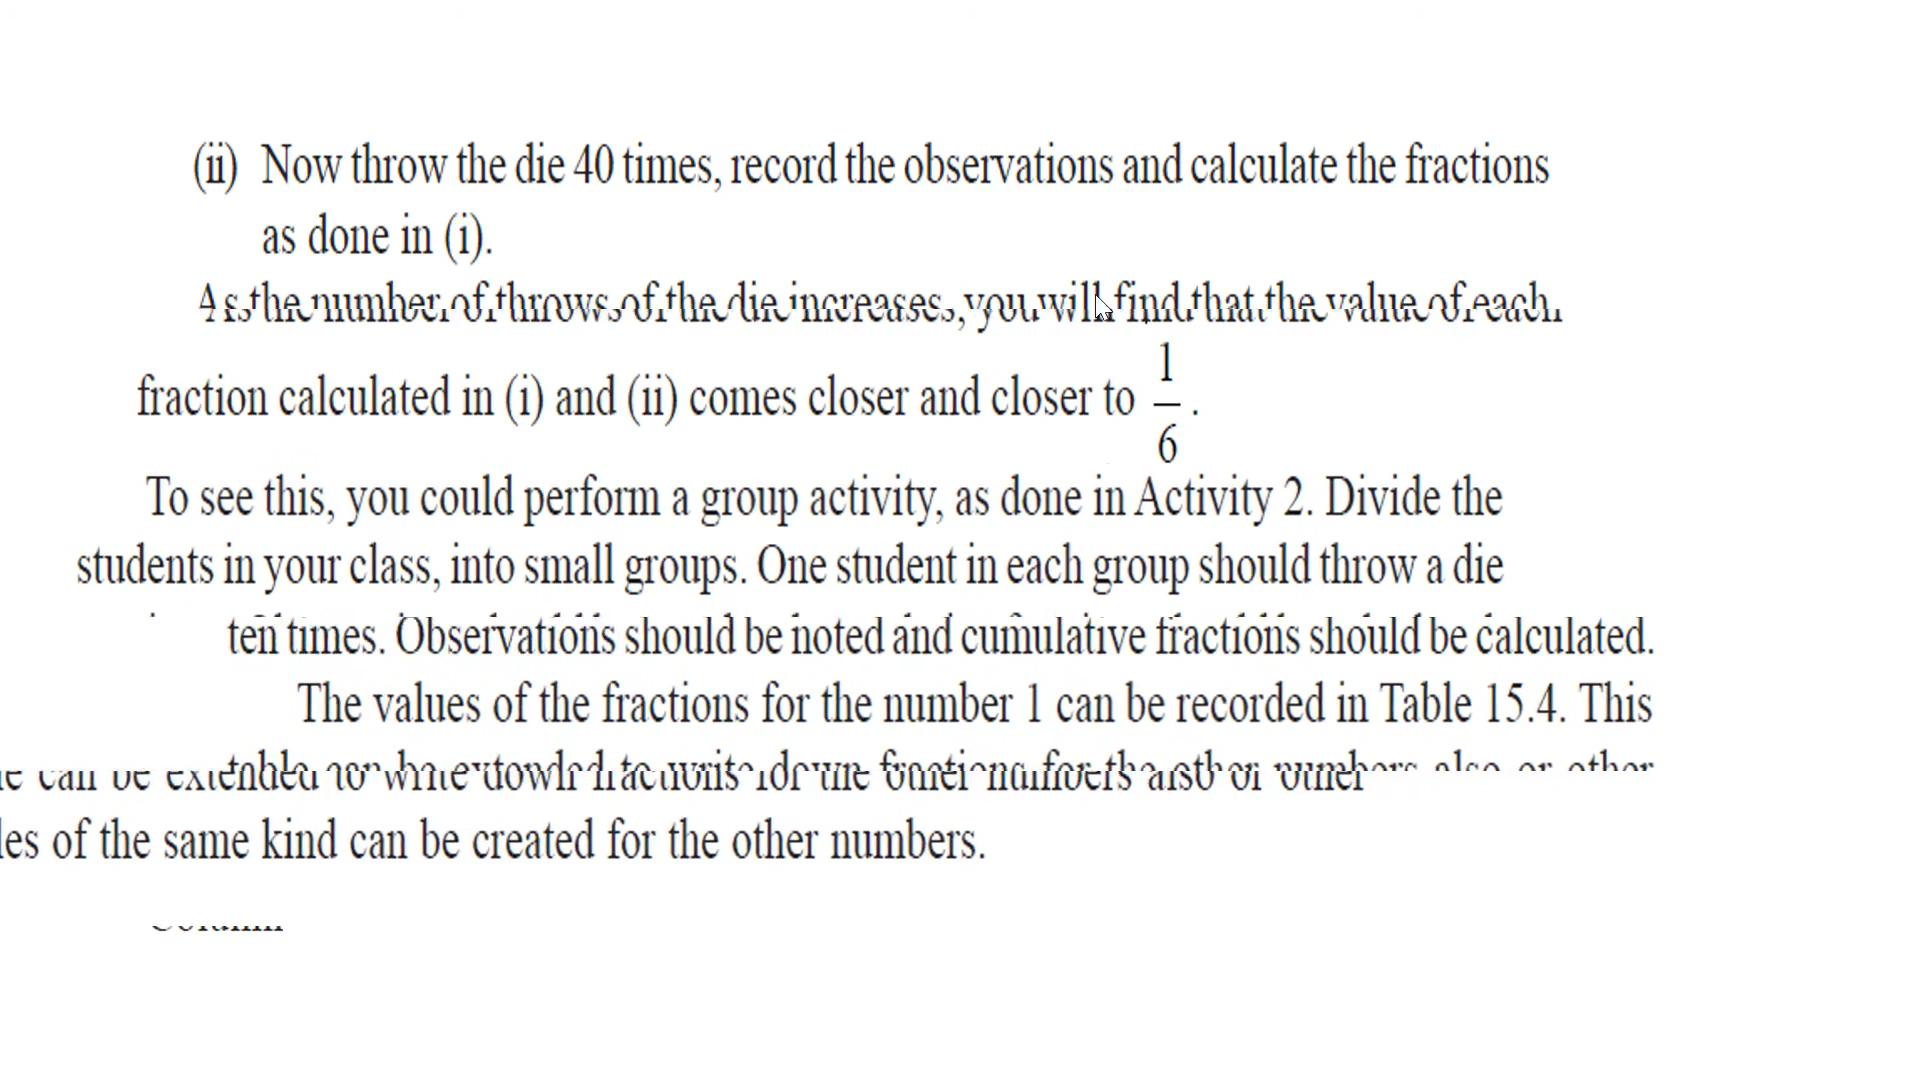 (ii) Now throw the die 40 times, record the observations and calculate the fractions
as done in (i).
As the number of throws of the die increases, you will find that the value of each
fraction calculated in (i) and (ii) comes closer and closer to 1/6.
To see this, you could perform a group activity, as done in Activity 2. Divide the
students in your class, into small groups. One student in each group should throw a die
ten times. Observations should be noted and cumulative fractions should be calculated.
The values of the fractions for the number 1 can be recorded in Table 15.4. This
can be
of the same kind can be created for the other numbers.